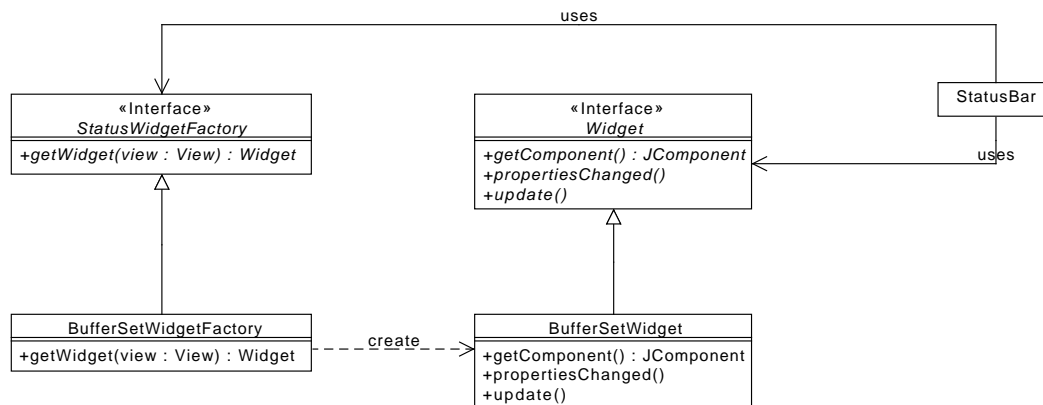 uses
«Interface»
StatusWidgetFactory
+getWidget(view : View) : Widget
«Interface»
Widget
+getComponent() : JComponent
+propertiesChanged()
+update()
StatusBar
uses
BufferSetWidgetFactory
+getWidget(view : View) : Widget
create
BufferSetWidget
+getComponent() : JComponent
+propertiesChanged()
+update()